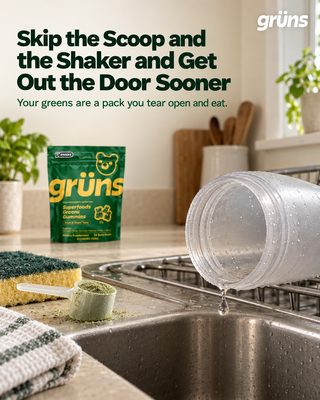 grüns
Skip the Scoop and
the Shaker and Get
Out the Door Sooner
Your greens are a pack you tear open and eat.
grüns
Superfoods
Greens
Gummies